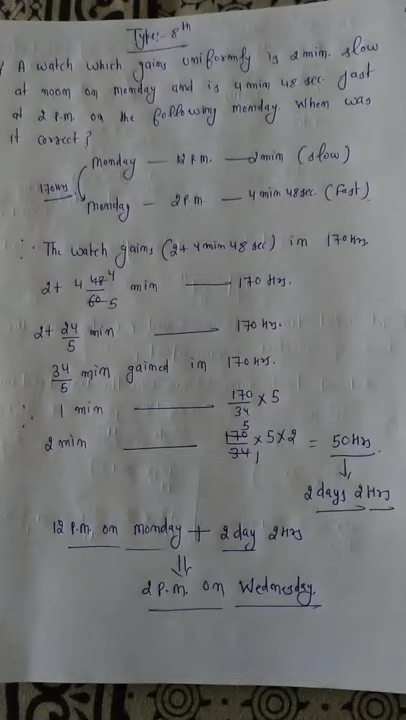 Type:- 8th
A watch which gains uniformly is 2 min. slow
at noon on monday and is 4 min 48 sec. fast
at 2 P.M. on the following monday. When was
it correct?
monday — 12 P.M. — 2 min (slow)
170 Hrs
monday — 2 P.M. — 4 min 48 sec. (Fast)
∴ The watch gains (2 + 4 min 48 sec) in 170 Hrs.
2 + 4 48/60 4/5 min — 170 Hrs.
2 + 24/5 min — 170 Hrs.
34/5 min gained in 170 Hrs.
∴ 1 min — 170/34 × 5
2 min — 170/34 5/1 × 5 × 2 = 50 Hrs.
↓
2 days 2 Hrs
12 P.M. on monday + 2 day 2 Hrs
⇓
2 P.M. on Wednesday.